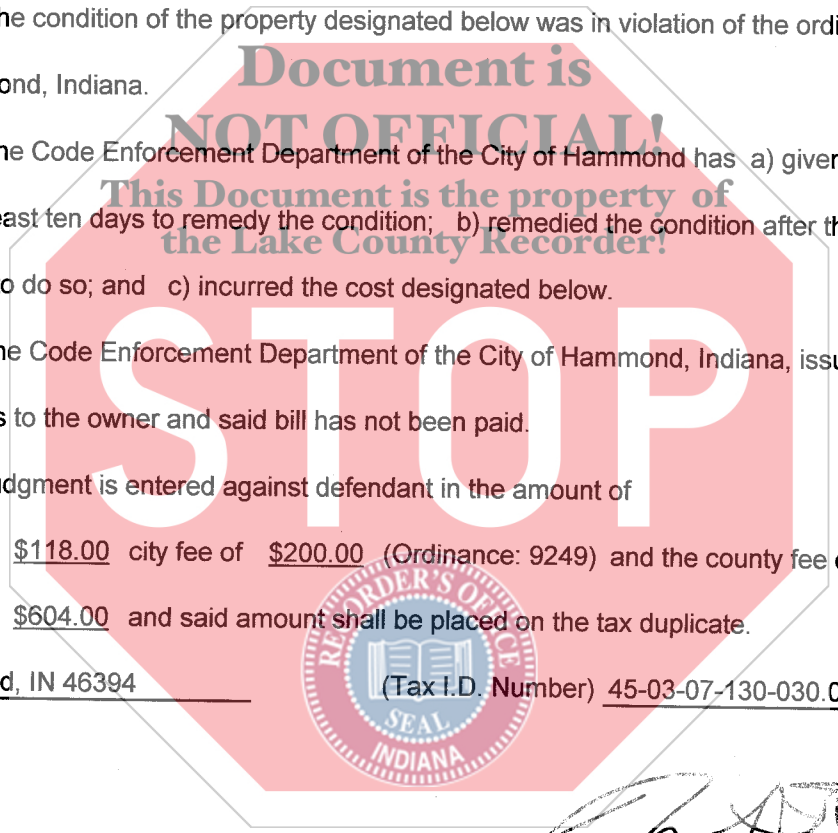 he condition of the property designated below was in violation of the ordi
Document is
ond, Indiana.
NOT OFFICIAL!
he Code Enforcement Department of the City of Hammond has a) given
This Document is the property of
east ten days to remedy the condition; b) remedied the condition after th
the Lake County Recorder!
o do so; and c) incurred the cost designated below.
STOP
he Code Enforcement Department of the City of Hammond, Indiana, issu
s to the owner and said bill has not been paid.
dgment is entered against defendant in the amount of
$118.00 city fee of $200.00 (Ordinance: 9249) and the county fee
$604.00 and said amount shall be placed on the tax duplicate.
d, IN 46394 (Tax I.D. Number) 45-03-07-130-030.0
RECORDER'S OFFICE
SEAL
INDIANA